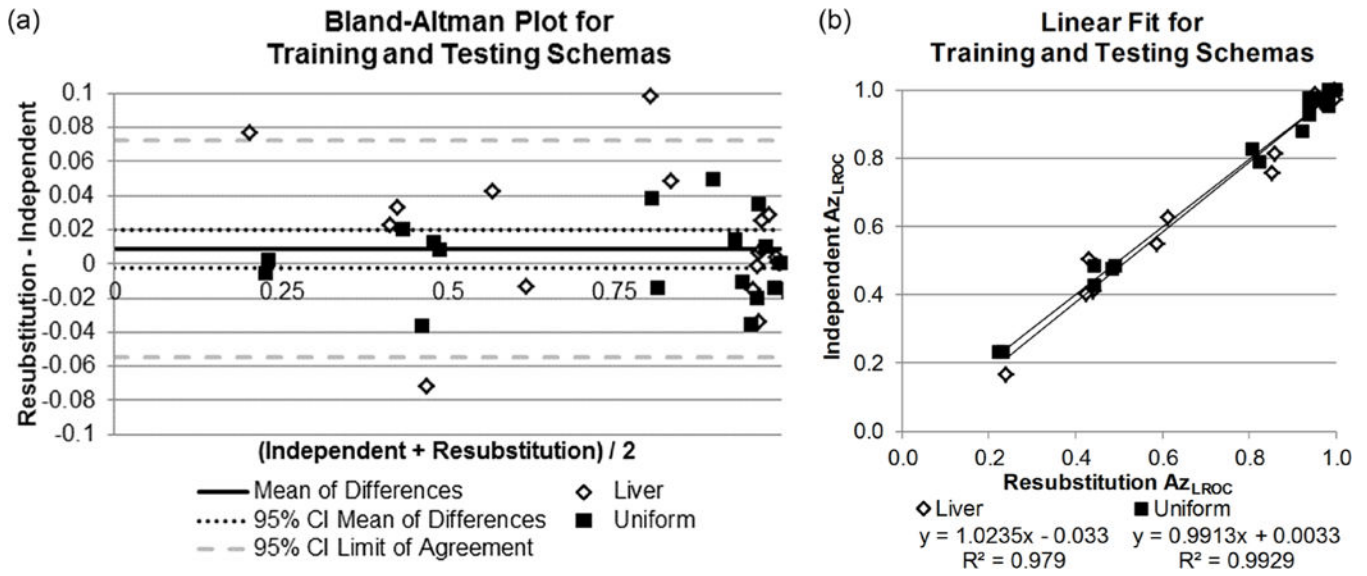 (a)
Bland-Altman Plot for
Training and Testing Schemas
Resubstitution - Independent
0.1
0.08
0.06
0.04
0.02
0
-0.02
-0.04
-0.06
-0.08
-0.1
0
0.25
0.5
0.75
(Independent + Resubstitution) / 2
Mean of Differences
Liver
95% CI Mean of Differences
Uniform
95% CI Limit of Agreement
(b)
Linear Fit for
Training and Testing Schemas
Independent AzLROC
1.0
0.8
0.6
0.4
0.2
0.0
0.0 0.2 0.4 0.6 0.8 1.0
Resubstitution AzLROC
Liver
Uniform
y = 1.0235x - 0.033
y = 0.9913x + 0.0033
R² = 0.979
R² = 0.9929